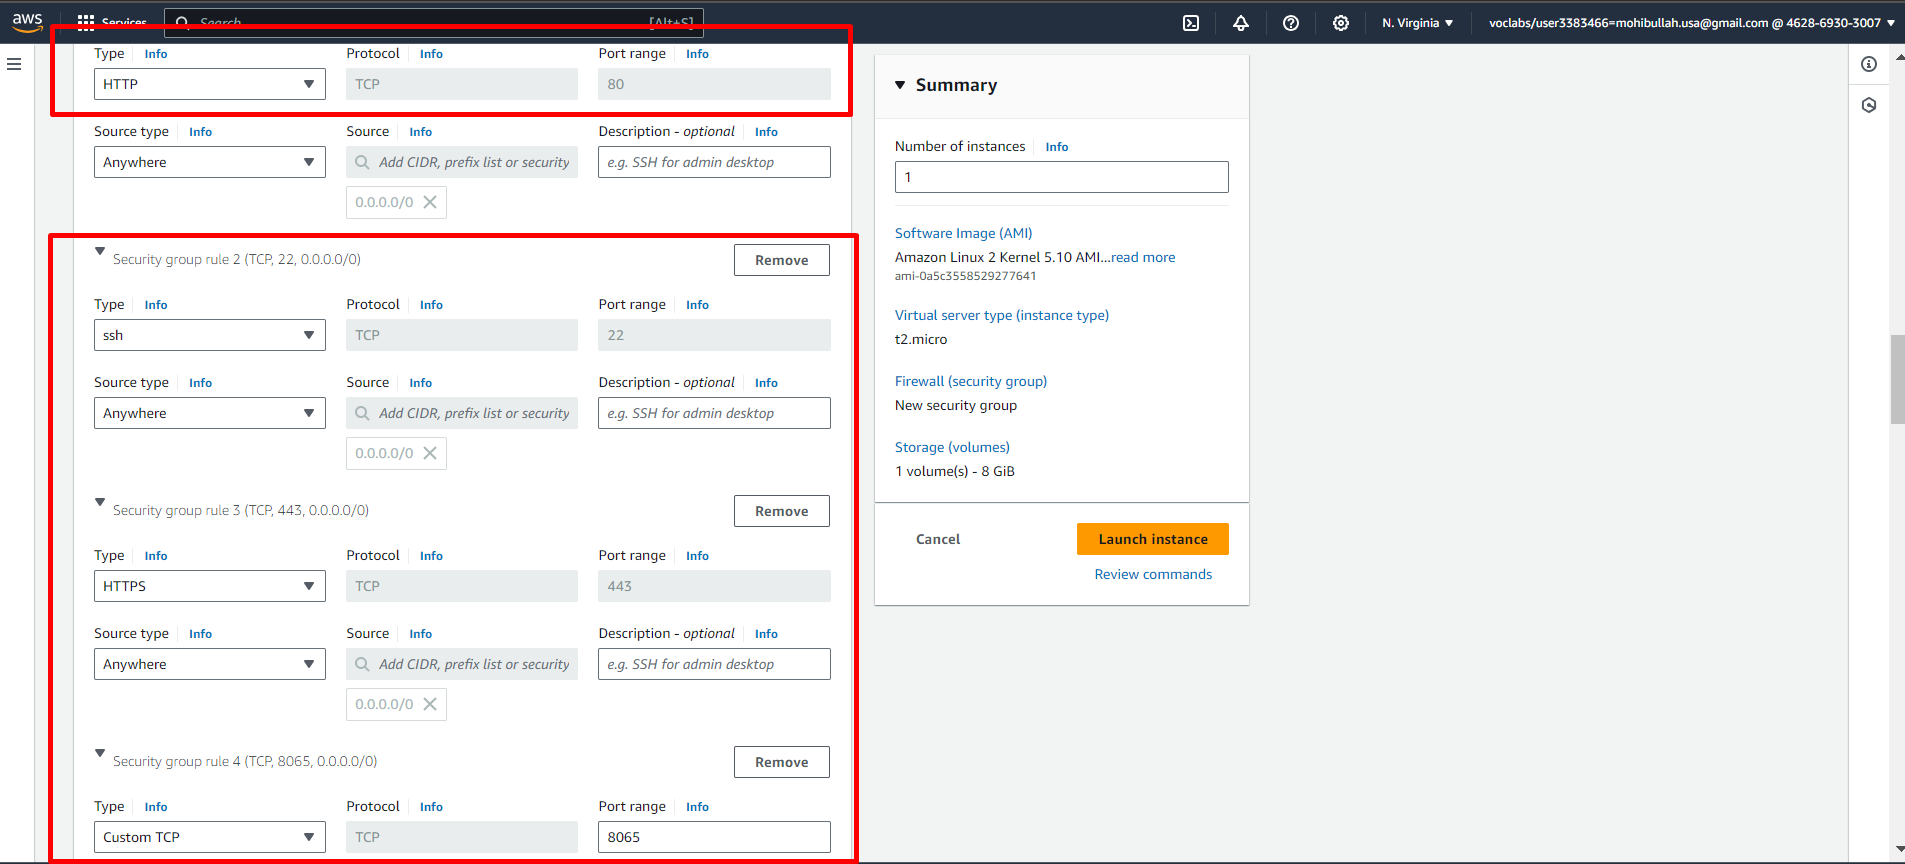 aws
Services
Search
[Alt+S]
N. Virginia
voclabs/user3383466=mohibullah.usa@gmail.com @ 4628-6930-3007
Type Info Protocol Info Port range Info
HTTP TCP 80
Source type Info Source Info Description - optional Info
Anywhere Add CIDR, prefix list or security e.g. SSH for admin desktop
0.0.0.0/0
Security group rule 2 (TCP, 22, 0.0.0.0/0) Remove
Type Info Protocol Info Port range Info
ssh TCP 22
Source type Info Source Info Description - optional Info
Anywhere Add CIDR, prefix list or security e.g. SSH for admin desktop
0.0.0.0/0
Security group rule 3 (TCP, 443, 0.0.0.0/0) Remove
Type Info Protocol Info Port range Info
HTTPS TCP 443
Source type Info Source Info Description - optional Info
Anywhere Add CIDR, prefix list or security e.g. SSH for admin desktop
0.0.0.0/0
Security group rule 4 (TCP, 8065, 0.0.0.0/0) Remove
Type Info Protocol Info Port range Info
Custom TCP TCP 8065
Summary
Number of instances Info
1
Software Image (AMI)
Amazon Linux 2 Kernel 5.10 AMI...read more
ami-0a5c3558529277641
Virtual server type (instance type)
t2.micro
Firewall (security group)
New security group
Storage (volumes)
1 volume(s) - 8 GiB
Cancel Launch instance
Review commands